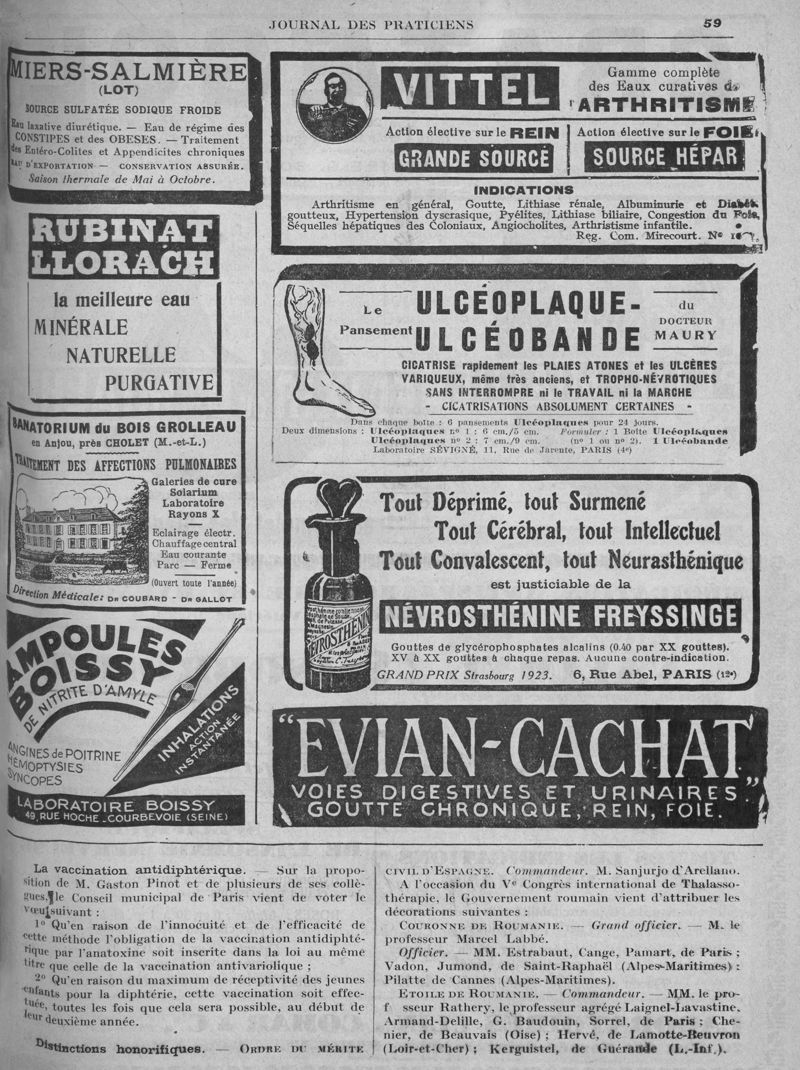 JOURNAL DES PRATICIENS
59
MIERS-SALMIÈRE
(LOT)
SOURCE SULFATÉE SODIQUE FROIDE
Eau laxative diurétique. — Eau de régime des
CONSTIPES et des OBESES. — Traitement
des Entéro-Colites et Appendicites chroniques
EAU D'EXPORTATION — CONSERVATION ASSURÉE.
Saison thermale de Mai à Octobre.
RUBINAT
LLORACH
la meilleure eau
MINÉRALE
NATURELLE
PURGATIVE
SANATORIUM du BOIS GROLLEAU
en Anjou, près CHOLET (M.-et-L.)
TRAITEMENT DES AFFECTIONS PULMONAIRES
Galeries de cure
Solarium
Laboratoire
Rayons X
Eclairage électr.
Chauffage central
Eau courante
Parc — Ferme
(Ouvert toute l'année)
Direction Médicale: Dr COUBARD - Dr GALLOT
AMPOULES
BOISSY
DE NITRITE D'AMYLE
INHALATIONS
ACTION
INSTANTANÉE
ANGINES de POITRINE
HÉMOPTYSIES
SYNCOPES
LABORATOIRE BOISSY
49, RUE HOCHE - COURBEVOIE (SEINE)
VITTEL
Gamme complète
des Eaux curatives de
l'ARTHRITISME
Action élective sur le REIN
GRANDE SOURCE
Action élective sur le FOIE
SOURCE HÉPAR
INDICATIONS
Arthritisme en général, Goutte, Lithiase rénale, Albuminurie et Diabète
goutteux, Hypertension dyscrasique, Pyélites, Lithiase biliaire, Congestion du Foie,
Séquelles hépatiques des Coloniaux, Angiocholites, Arthristisme infantile.
Reg. Com. Mirecourt. No
Le
Pansement
ULCÉOPLAQUE-
ULCÉOBANDE
du
DOCTEUR
MAURY
CICATRISE rapidement les PLAIES ATONES et les ULCÈRES
VARIQUEUX, même très anciens, et TROPHO-NÉVROTIQUES
SANS INTERROMPRE ni le TRAVAIL ni la MARCHE
- CICATRISATIONS ABSOLUMENT CERTAINES -
Dans chaque boîte : 6 pansements Ulcéoplaques pour 24 jours.
Deux dimensions : Ulcéoplaques no 1 : 6 cm./5 cm. Formuler : 1 Boîte Ulcéoplaques
Ulcéoplaques no 2 : 7 cm./9 cm. (no 1 ou no 2). 1 Ulcéobande
Laboratoire SÉVIGNÉ, 11, Rue de Jarente, PARIS (4e)
Tout Déprimé, tout Surmené
Tout Cérébral, tout Intellectuel
Tout Convalescent, tout Neurasthénique
est justiciable de la
NÉVROSTHÉNINE FREYSSINGE
Gouttes de glycérophosphates alcalins (0.40 par XX gouttes).
XV à XX gouttes à chaque repas. Aucune contre-indication.
GRAND PRIX Strasbourg 1923. 6, Rue Abel, PARIS (12e)
NÉVROSTHÉNINE
"EVIAN-CACHAT"
VOIES DIGESTIVES ET URINAIRES
GOUTTE CHRONIQUE, REIN, FOIE.
La vaccination antidiphtérique. — Sur la propo-
sition de M. Gaston Pinot et de plusieurs de ses collè-
gues, le Conseil municipal de Paris vient de voter le
vœu suivant :
1o Qu'en raison de l'innocuité et de l'efficacité de
cette méthode l'obligation de la vaccination antidiphté-
rique par l'anatoxine soit inscrite dans la loi au même
titre que celle de la vaccination antivariolique ;
2o Qu'en raison du maximum de réceptivité des jeunes
enfants pour la diphtérie, cette vaccination soit effec-
tuée, toutes les fois que cela sera possible, au début de
leur deuxième année.
Distinctions honorifiques. — ORDRE DU MÉRITE
CIVIL D'ESPAGNE. Commandeur. M. Sanjurjo d'Arellano.
A l'occasion du Ve Congrès international de Thalasso-
thérapie, le Gouvernement roumain vient d'attribuer les
décorations suivantes :
COURONNE DE ROUMANIE. — Grand officier. — M. le
professeur Marcel Labbé.
Officier. — MM. Estrabaut, Cange, Pamart, de Paris ;
Vadon, Jumond, de Saint-Raphaël (Alpes-Maritimes) :
Pilatte de Cannes (Alpes-Maritimes).
ETOILE DE ROUMANIE. — Commandeur. — MM. le pro-
f sseur Rathery, le professeur agrégé Laignel-Lavastine,
Armand-Delille, G. Baudouin, Sorrel, de Paris ; Che-
nier, de Beauvais (Oise) ; Hervé, de Lamotte-Beuvron
(Loir-et-Cher) ; Kerguistel, de Guérande (L.-Inf.).